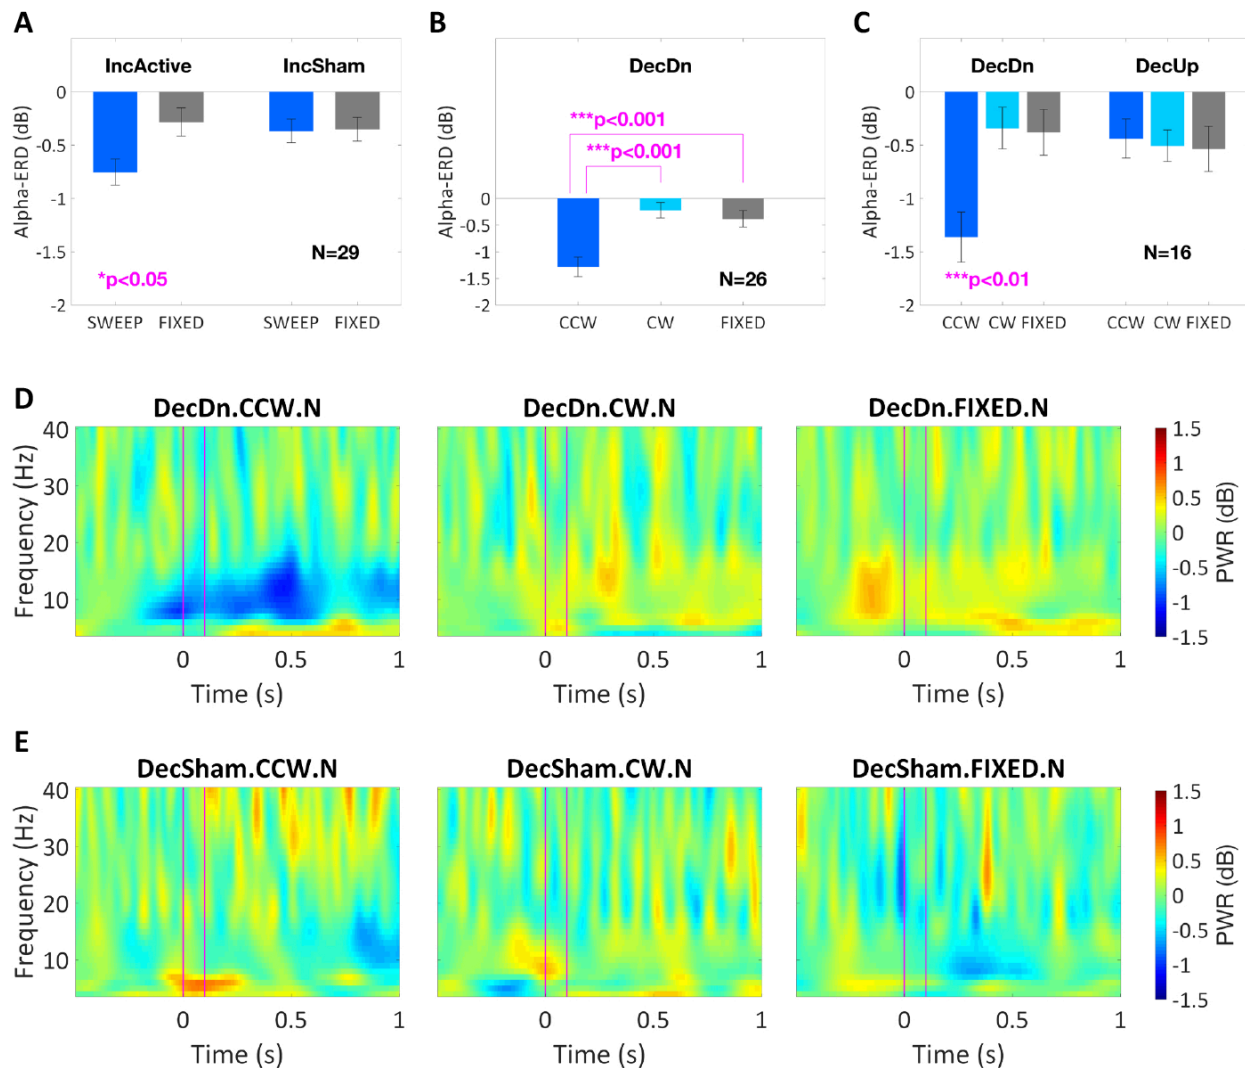 A
IncActive
IncSham
Alpha-ERD (dB)
0
-0.5
-1
-1.5
-2
N=29
*p<0.05
SWEEP
FIXED
SWEEP
FIXED
B
DecDn
Alpha-ERD (dB)
***p<0.001
***p<0.001
0
-0.5
-1
-1.5
-2
N=26
CCW
CW
FIXED
C
DecDn
DecUp
Alpha-ERD (dB)
0
-0.5
-1
-1.5
-2
N=16
***p<0.01
CCW
CW
FIXED
CCW
CW
FIXED
D
DecDn.CCW.N
DecDn.CW.N
DecDn.FIXED.N
Frequency (Hz)
40
30
20
10
0
0.5
1
Time (s)
0
0.5
1
Time (s)
0
0.5
1
Time (s)
1.5
1
0.5
0
-0.5
-1
-1.5
PWR (dB)
E
DecSham.CCW.N
DecSham.CW.N
DecSham.FIXED.N
Frequency (Hz)
40
30
20
10
0
0.5
1
Time (s)
0
0.5
1
Time (s)
0
0.5
1
Time (s)
1.5
1
0.5
0
-0.5
-1
-1.5
PWR (dB)